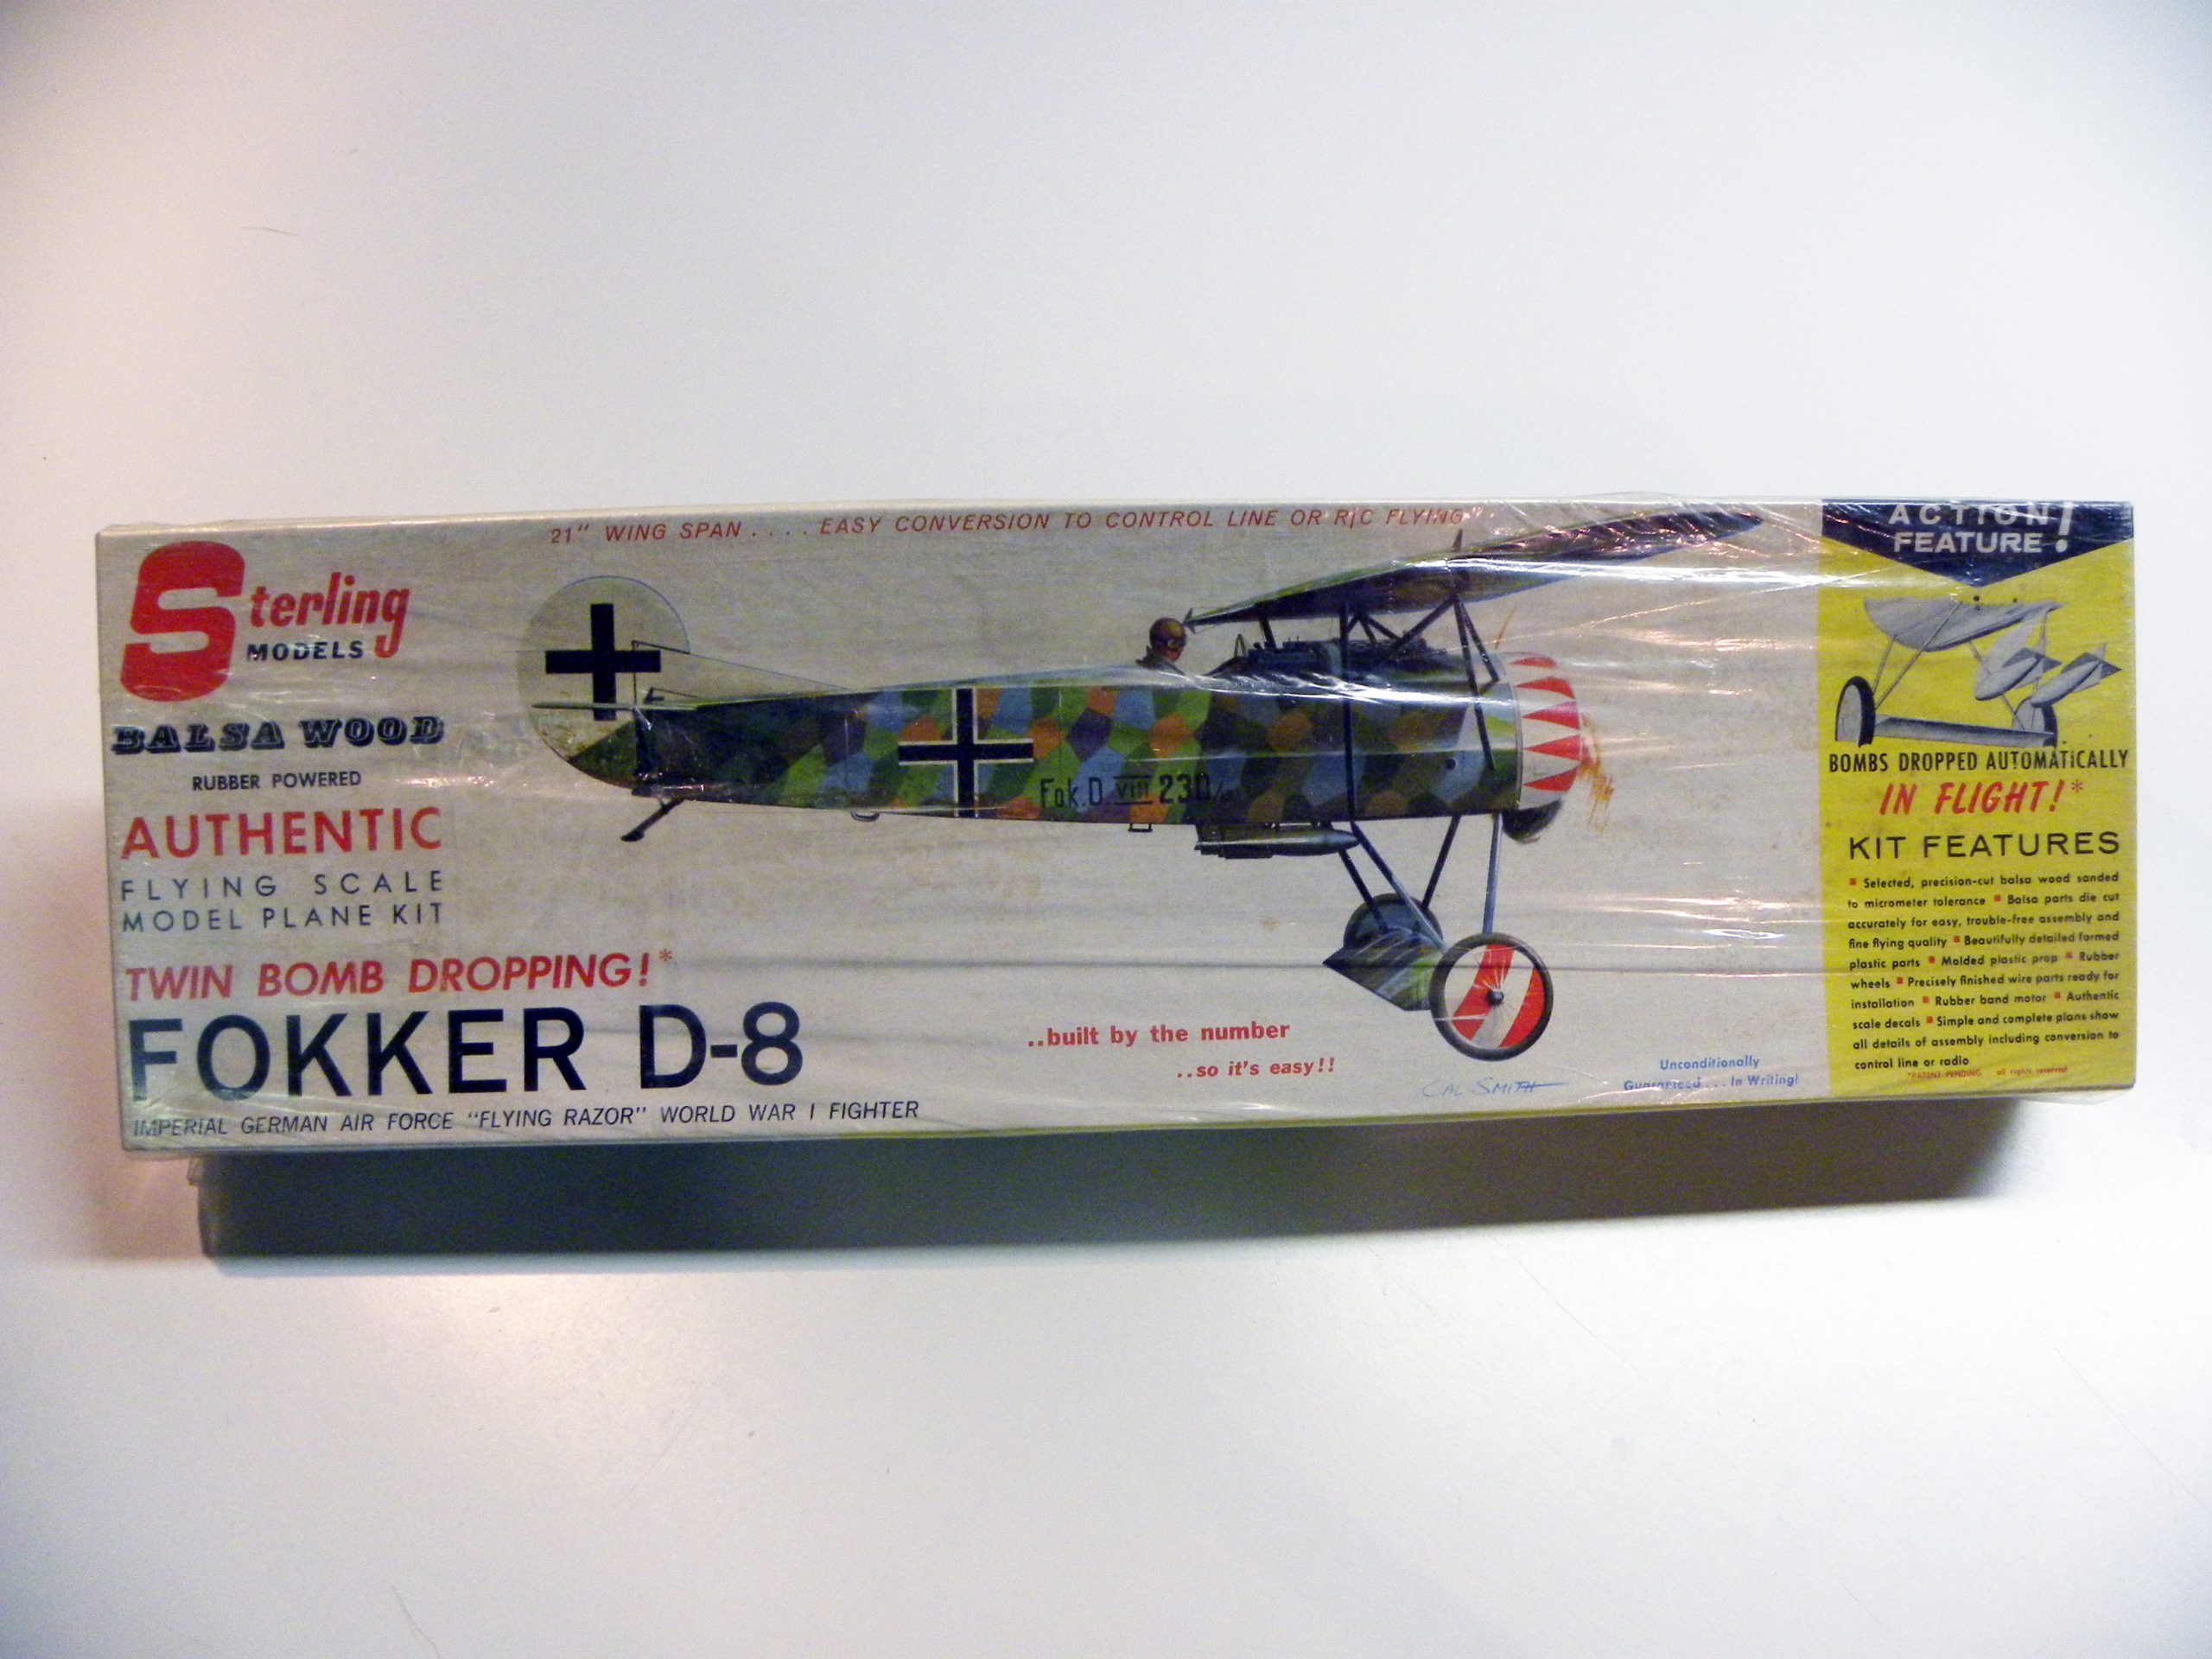 21" WING SPAN .... EASY CONVERSION TO CONTROL LINE OR R/C FLYING
Sterling
MODELS
BALSA WOOD
RUBBER POWERED
AUTHENTIC
FLYING SCALE
MODEL PLANE KIT
TWIN BOMB DROPPING!*
FOKKER D-8
IMPERIAL GERMAN AIR FORCE "FLYING RAZOR" WORLD WAR I FIGHTER
Fok.D.VIII 230
..built by the number
..so it's easy!!
CAL SMITH
Unconditionally
Guaranteed... In Writing!
ACTION
FEATURE!
BOMBS DROPPED AUTOMATICALLY
IN FLIGHT!*
KIT FEATURES
▪ Selected, precision-cut balsa wood sanded
to micrometer tolerance ▪ Balsa parts die cut
accurately for easy, trouble-free assembly and
fine flying quality ▪ Beautifully detailed formed
plastic parts ▪ Molded plastic prop ▪ Rubber
wheels ▪ Precisely finished wire parts ready for
installation ▪ Rubber band motor ▪ Authentic
scale decals ▪ Simple and complete plans show
all details of assembly including conversion to
control line or radio
*PATENT PENDING all rights reserved